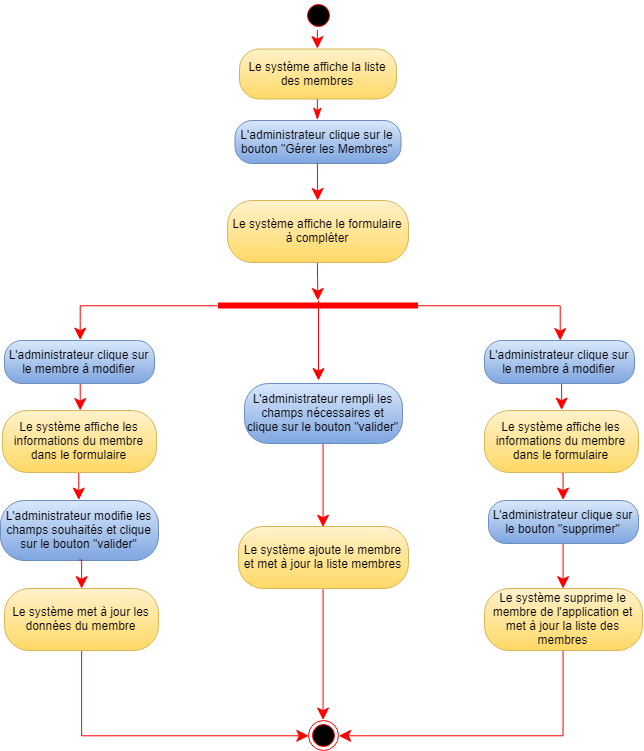 Le système affiche la liste
des membres
L'administrateur clique sur le
bouton "Gérer les Membres"
Le système affiche le formulaire
à compléter
L'administrateur clique sur
le membre à modifier
Le système affiche les
informations du membre
dans le formulaire
L'administrateur modifie les
champs souhaités et clique
sur le bouton "valider"
Le système met à jour les
données du membre
L'administrateur rempli les
champs nécessaires et
clique sur le bouton "valider"
Le système ajoute le membre
et met à jour la liste membres
L'administrateur clique sur
le membre à modifier
Le système affiche les
informations du membre
dans le formulaire
L'administrateur clique sur
le bouton "supprimer"
Le système supprime le
membre de l'application et
met à jour la liste des
membres